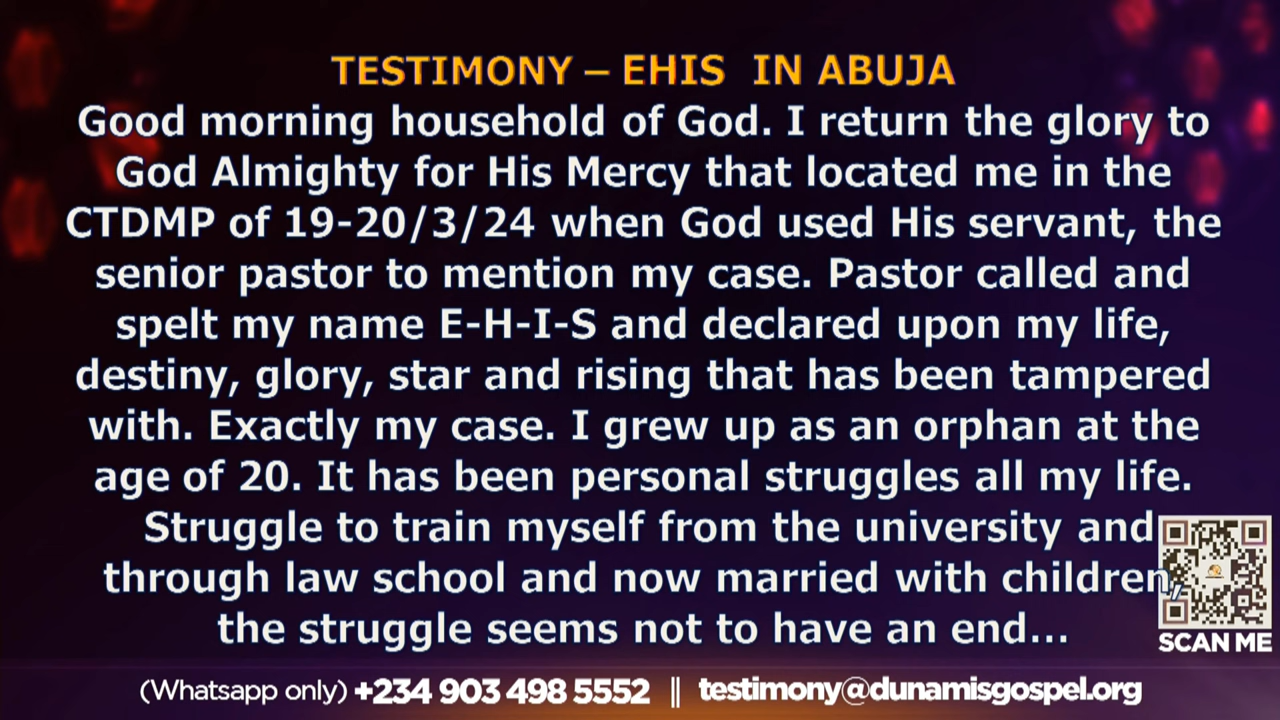 TESTIMONY – EHIS IN ABUJA
Good morning household of God. I return the glory to
God Almighty for His Mercy that located me in the
CTDMP of 19-20/3/24 when God used His servant, the
senior pastor to mention my case. Pastor called and
spelt my name E-H-I-S and declared upon my life,
destiny, glory, star and rising that has been tampered
with. Exactly my case. I grew up as an orphan at the
age of 20. It has been personal struggles all my life.
Struggle to train myself from the university and
through law school and now married with children,
the struggle seems not to have an end...
SCAN ME
(Whatsapp only) +234 903 498 5552 || testimony@dunamisgospel.org